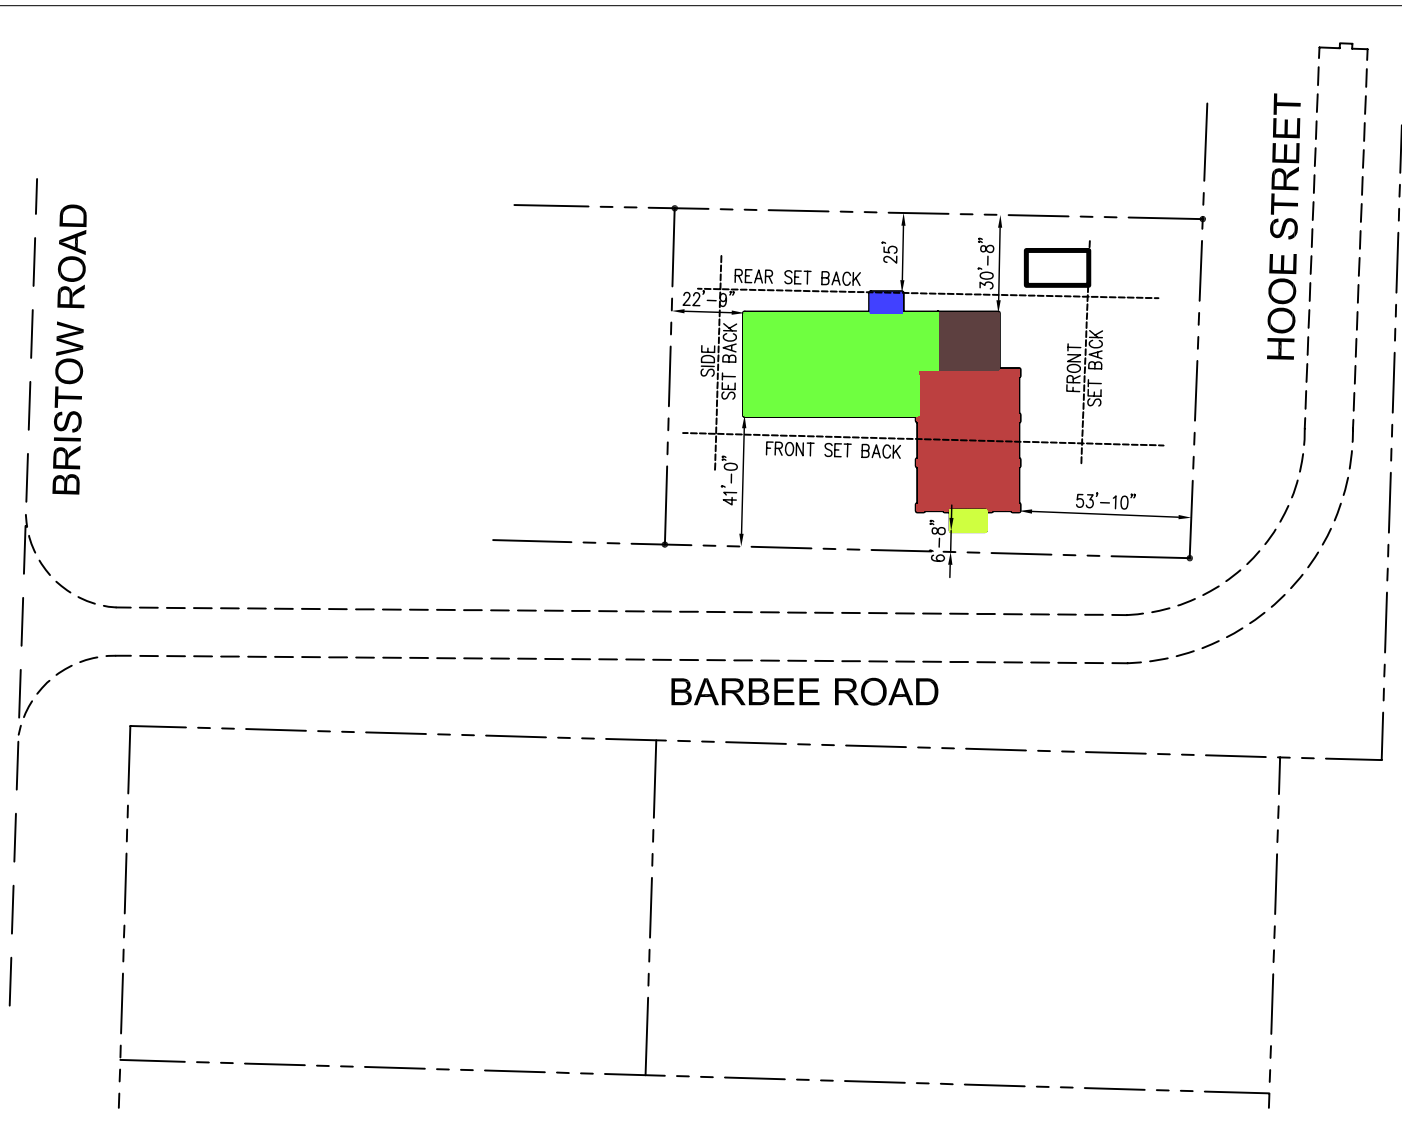 HOOE STREET
BRISTOW ROAD
25'
30'-8"
REAR SET BACK
22'-9"
SIDE
SET BACK
FRONT
SET BACK
FRONT SET BACK
41'-0"
53'-10"
6'-8"
BARBEE ROAD